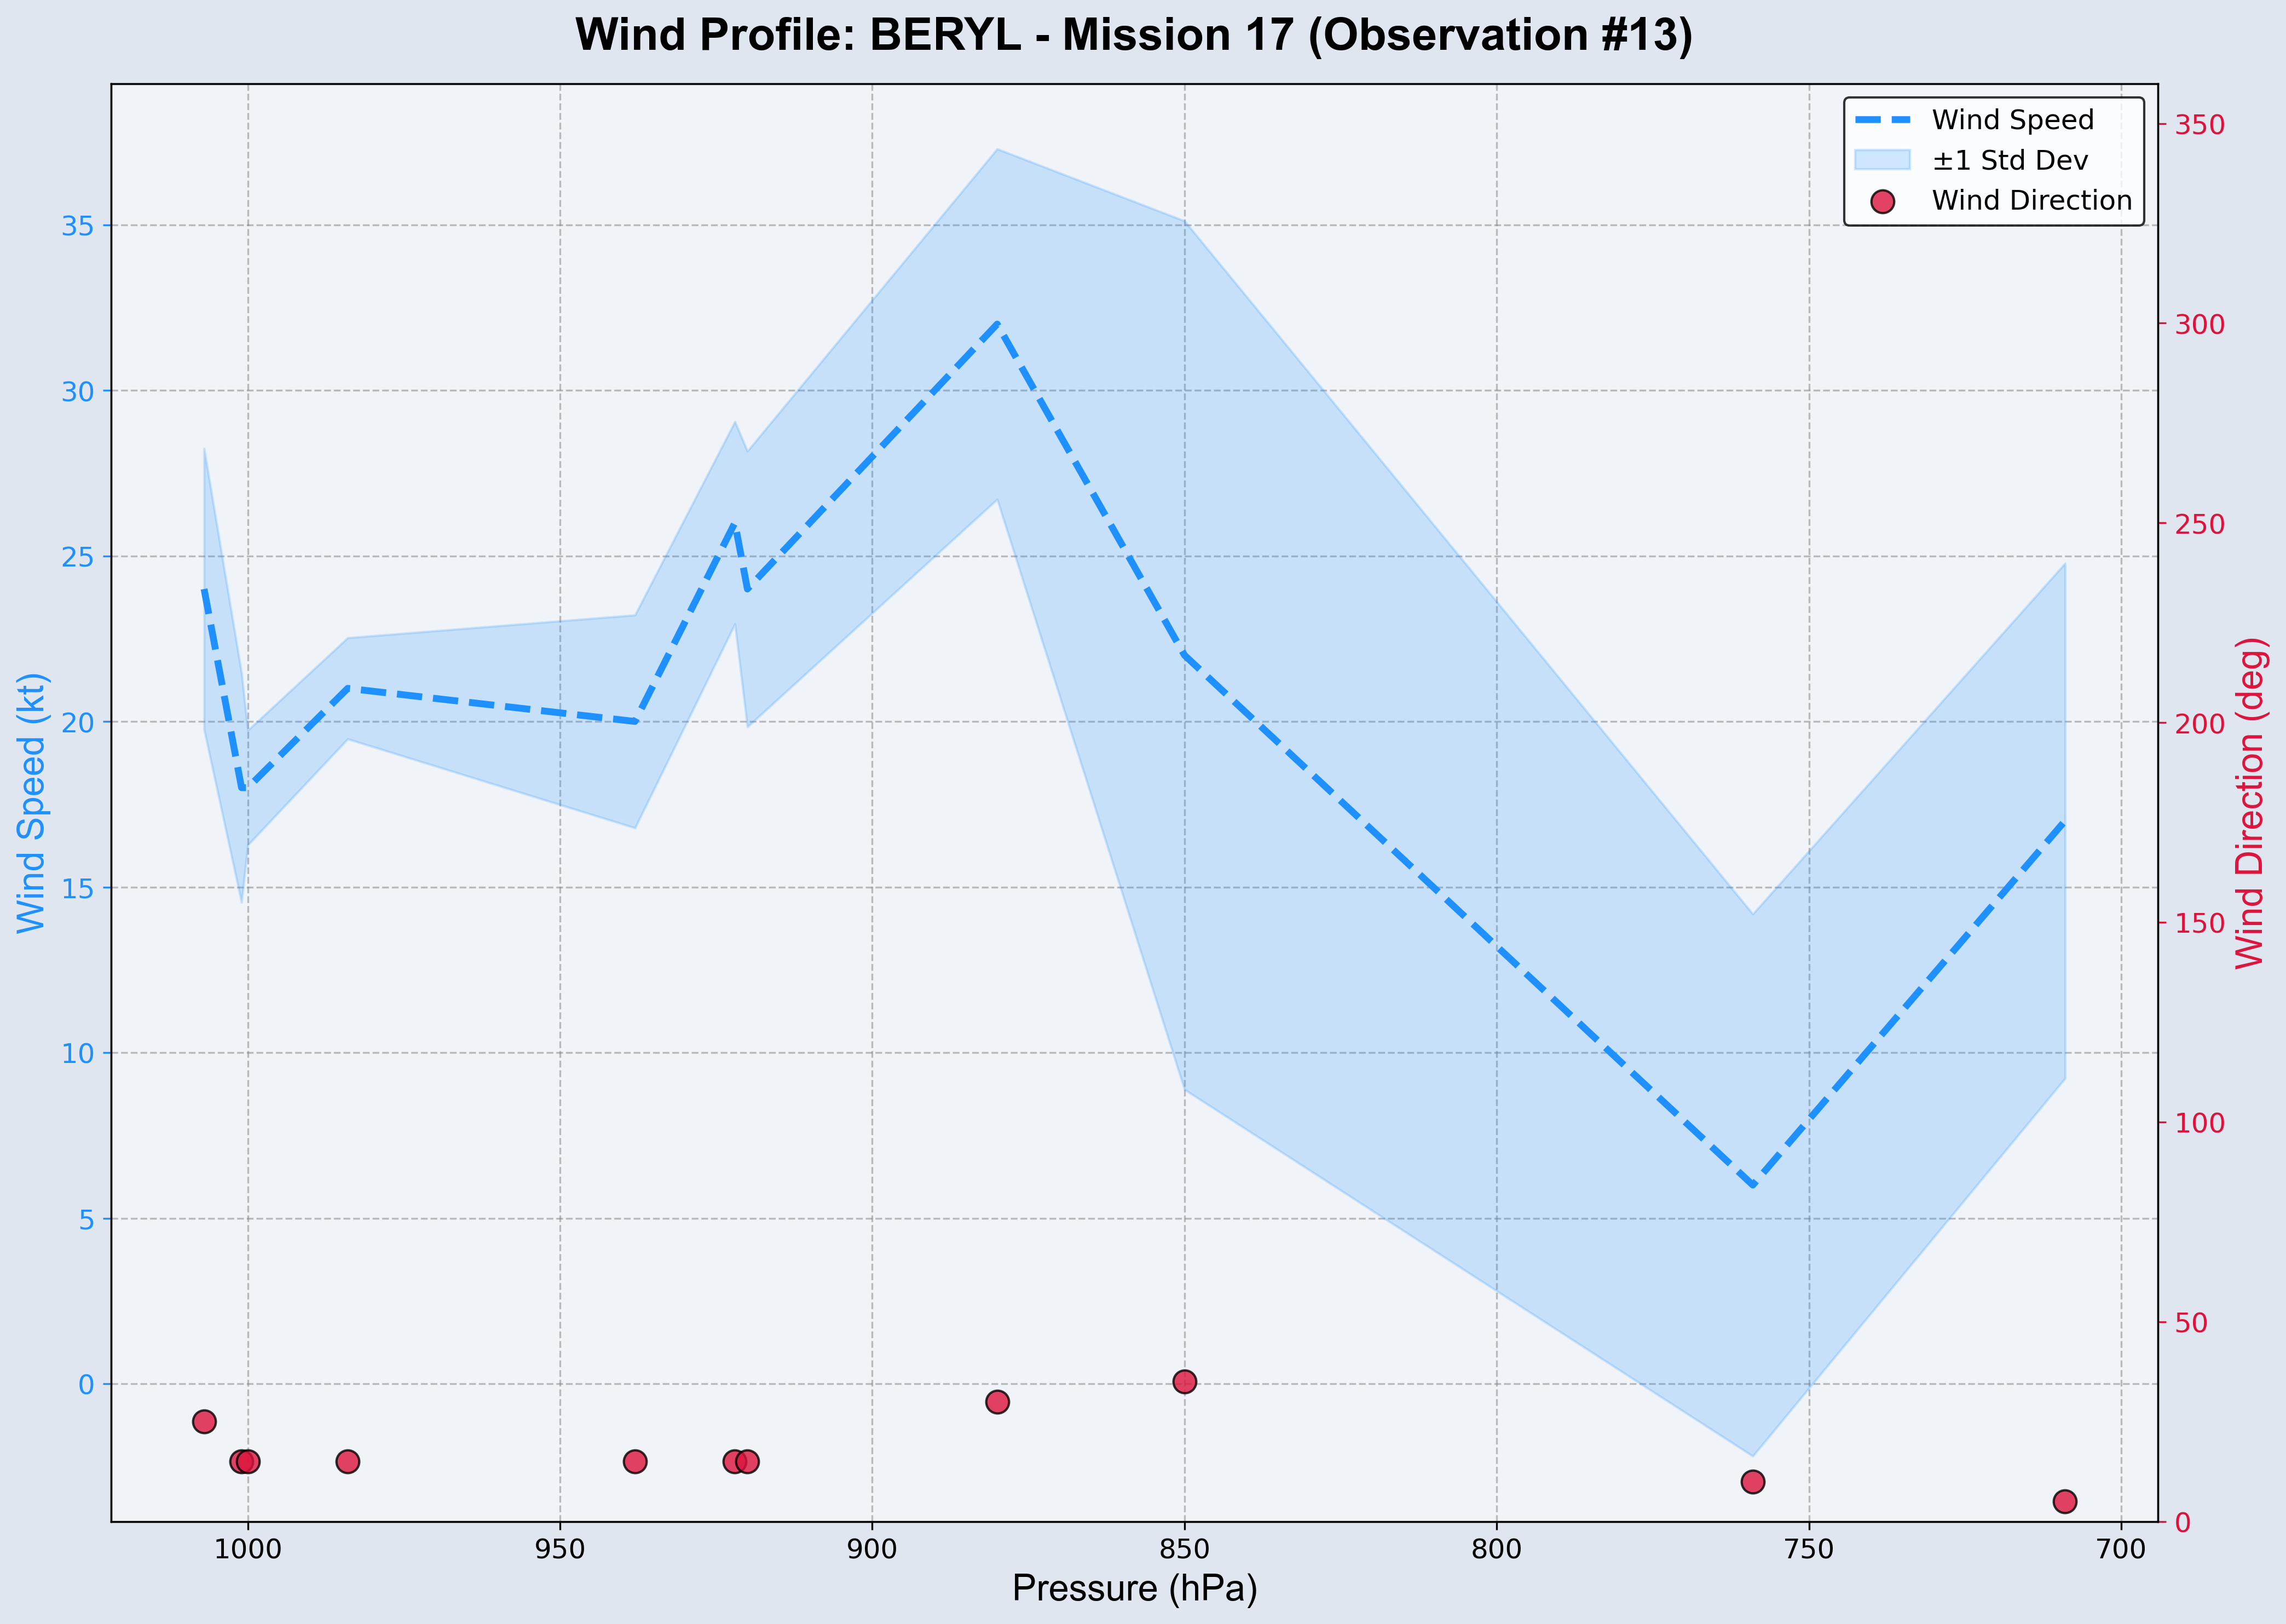 Wind Profile: BERYL - Mission 17 (Observation #13)
Wind Speed
±1 Std Dev
Wind Direction
35
30
25
20
15
10
5
0
Wind Speed (kt)
350
300
250
200
150
100
50
0
Wind Direction (deg)
1000 950 900 850 800 750 700
Pressure (hPa)